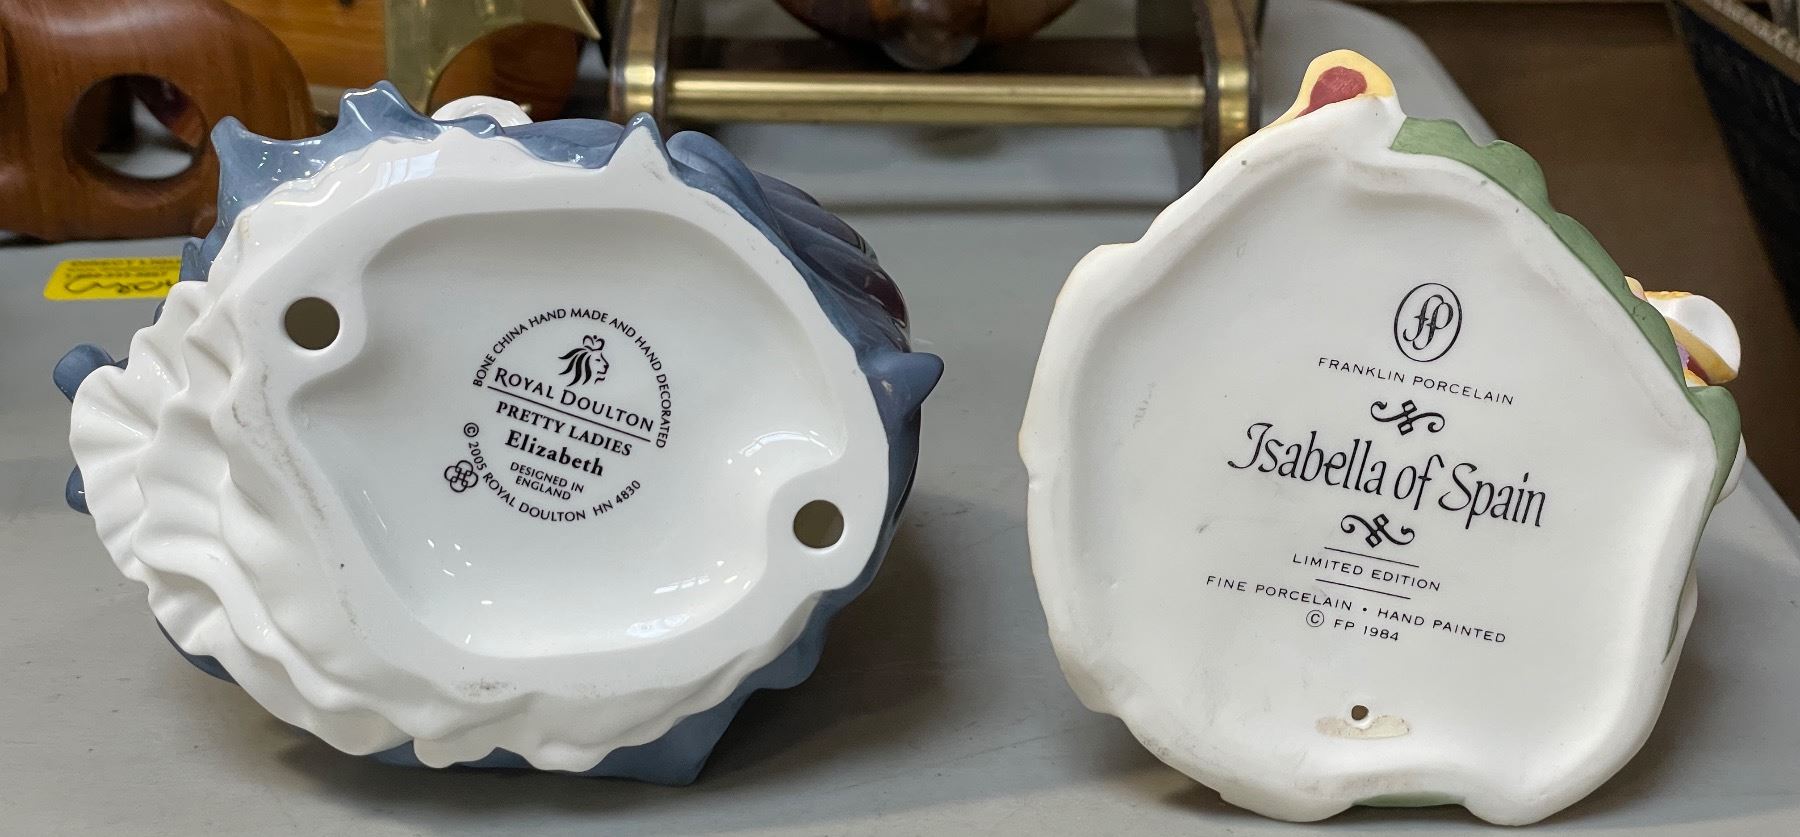 BONE CHINA HAND MADE AND HAND DECORATED
ROYAL DOULTON
PRETTY LADIES
Elizabeth
DESIGNED IN
ENGLAND
© 2005 ROYAL DOULTON HN 4830
FP
FRANKLIN PORCELAIN
Isabella of Spain
LIMITED EDITION
FINE PORCELAIN • HAND PAINTED
© FP 1984